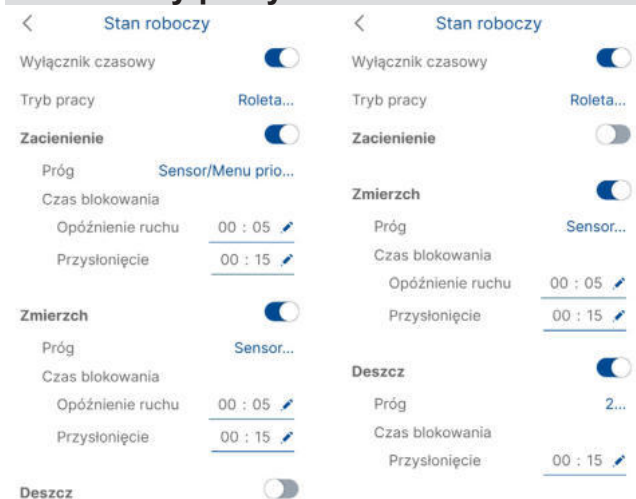 Stan roboczy
Wyłącznik czasowy
Tryb pracy Roleta...
Zacienienie
Próg Sensor/Menu prio...
Czas blokowania
Opóźnienie ruchu 00 : 05
Przysłonięcie 00 : 15
Zmierzch
Próg Sensor...
Czas blokowania
Opóźnienie ruchu 00 : 05
Przysłonięcie 00 : 15
Deszcz
Stan roboczy
Wyłącznik czasowy
Tryb pracy Roleta...
Zacienienie
Zmierzch
Próg Sensor...
Czas blokowania
Opóźnienie ruchu 00 : 05
Przysłonięcie 00 : 15
Deszcz
Próg 2...
Czas blokowania
Przysłonięcie 00 : 15